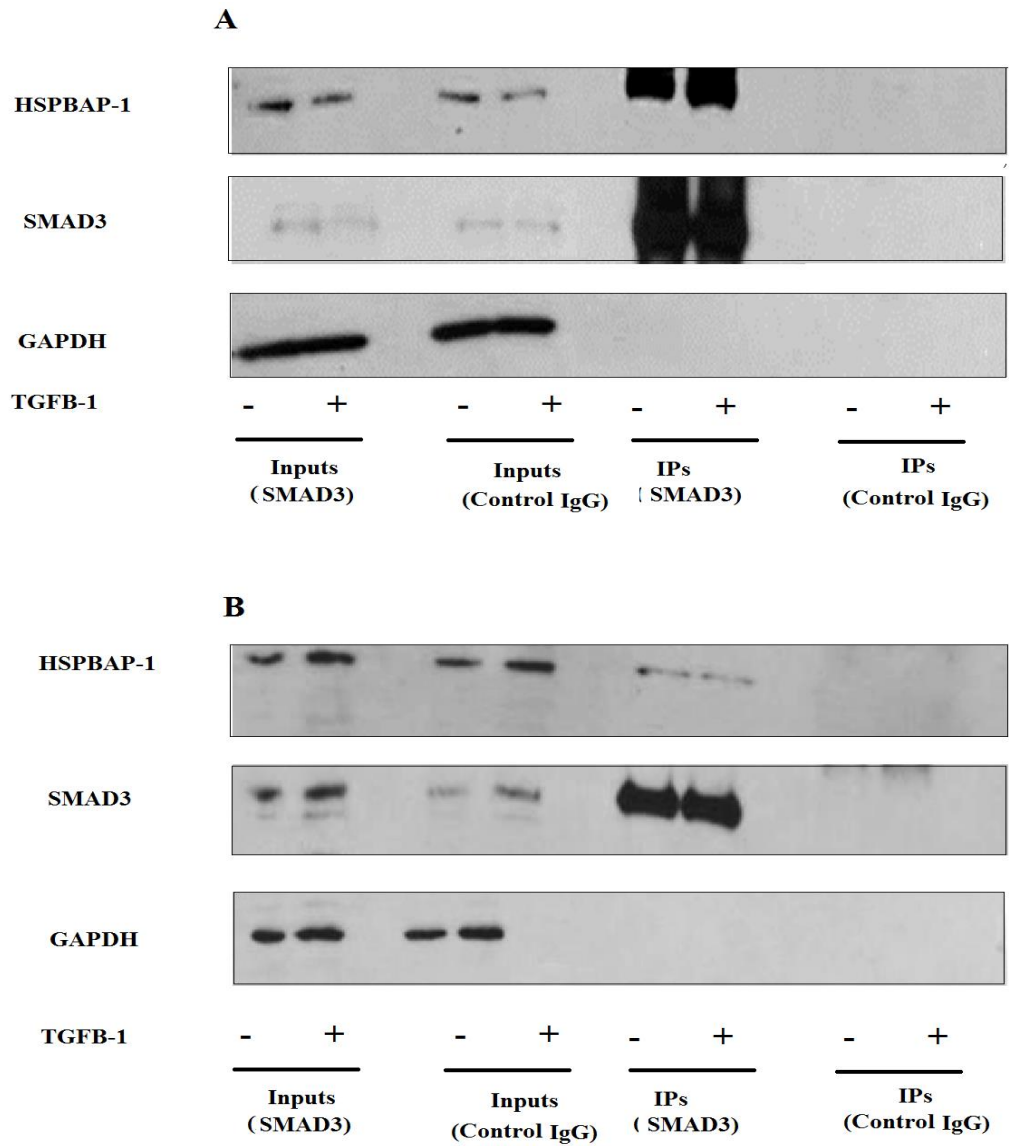 A
HSPBAP-1
SMAD3
GAPDH
TGFB-1 - + - + - + - +
Inputs
(SMAD3)
Inputs
(Control IgG)
IPs
(SMAD3)
IPs
(Control IgG)
B
HSPBAP-1
SMAD3
GAPDH
TGFB-1 - + - + - + - +
Inputs
(SMAD3)
Inputs
(Control IgG)
IPs
(SMAD3)
IPs
(Control IgG)